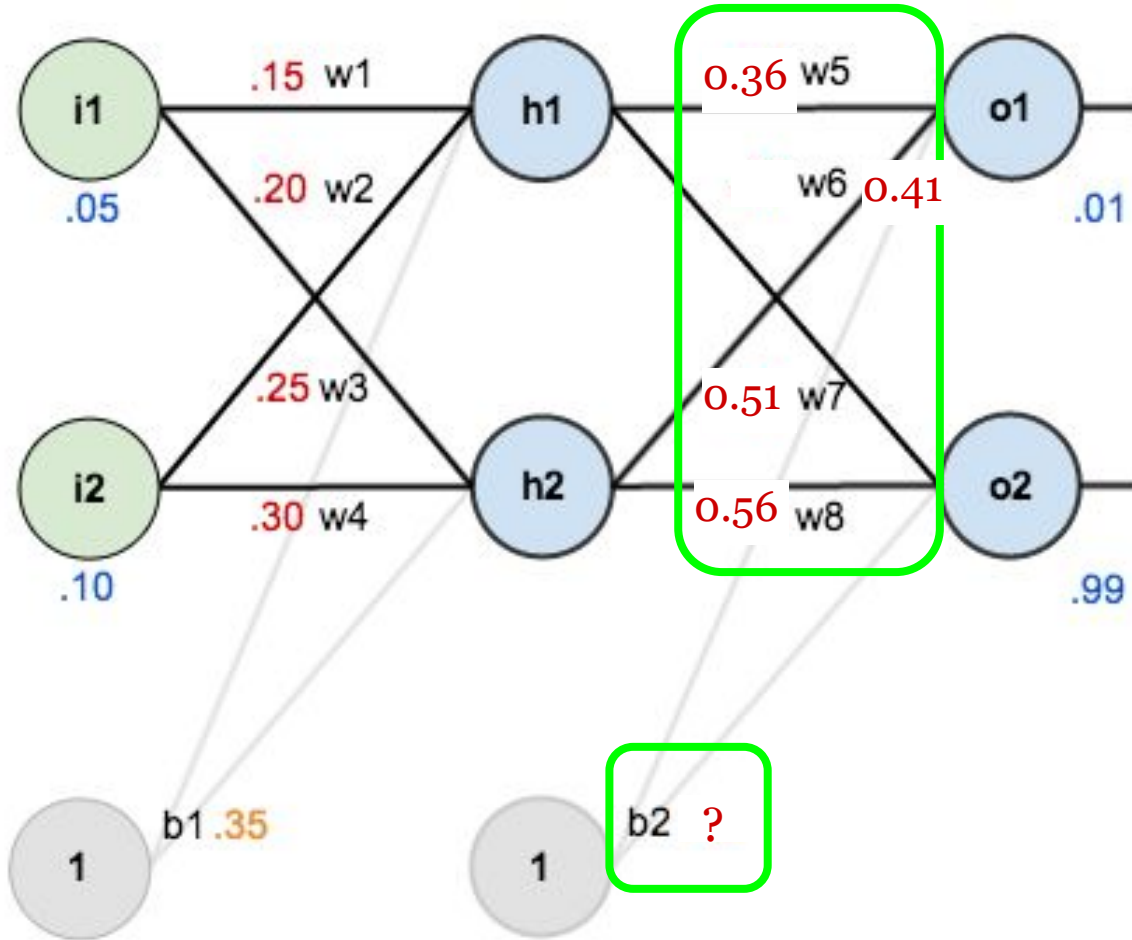 .15 w1
0.36 w5
i1
h1
o1
.20 w2
w6 0.41
.05
.01
.25 w3
0.51 w7
i2
h2
o2
.30 w4
0.56 w8
.10
.99
b1 .35
b2 ?
1
1